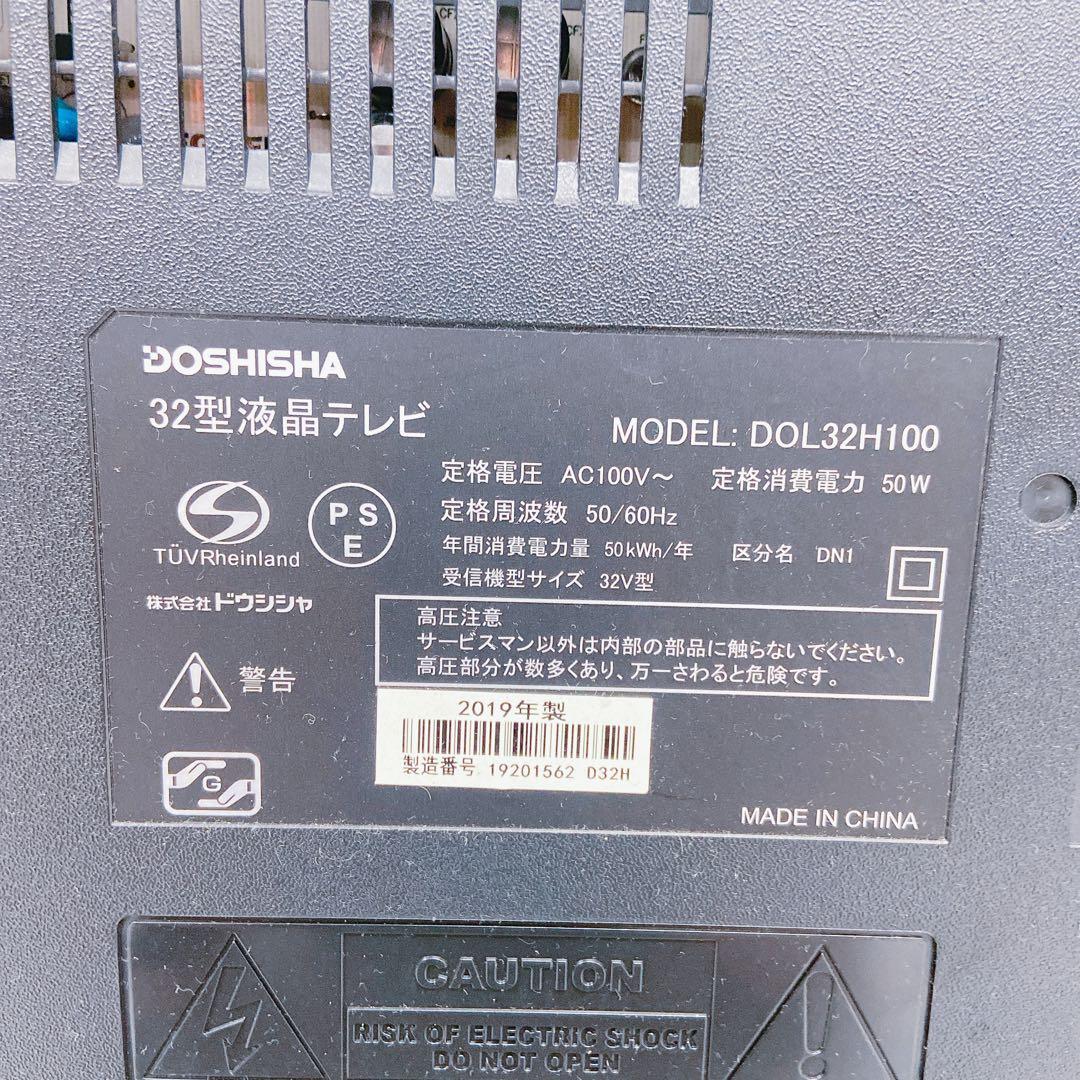 DOSHISHA
32型液晶テレビ
MODEL: DOL32H100
定格電圧 AC100V～ 定格消費電力 50W
定格周波数 50/60Hz
年間消費電力量 50kWh/年 区分名 DN1
受信機型サイズ 32V型
TÜVRheinland
PS
E
株式会社ドウシシャ
高圧注意
サービスマン以外は内部の部品に触らないでください。
高圧部分が数多くあり、万一さわると危険です。
警告
2019年製
製造番号 19201562 D32H
G
MADE IN CHINA
CAUTION
RISK OF ELECTRIC SHOCK
DO NOT OPEN